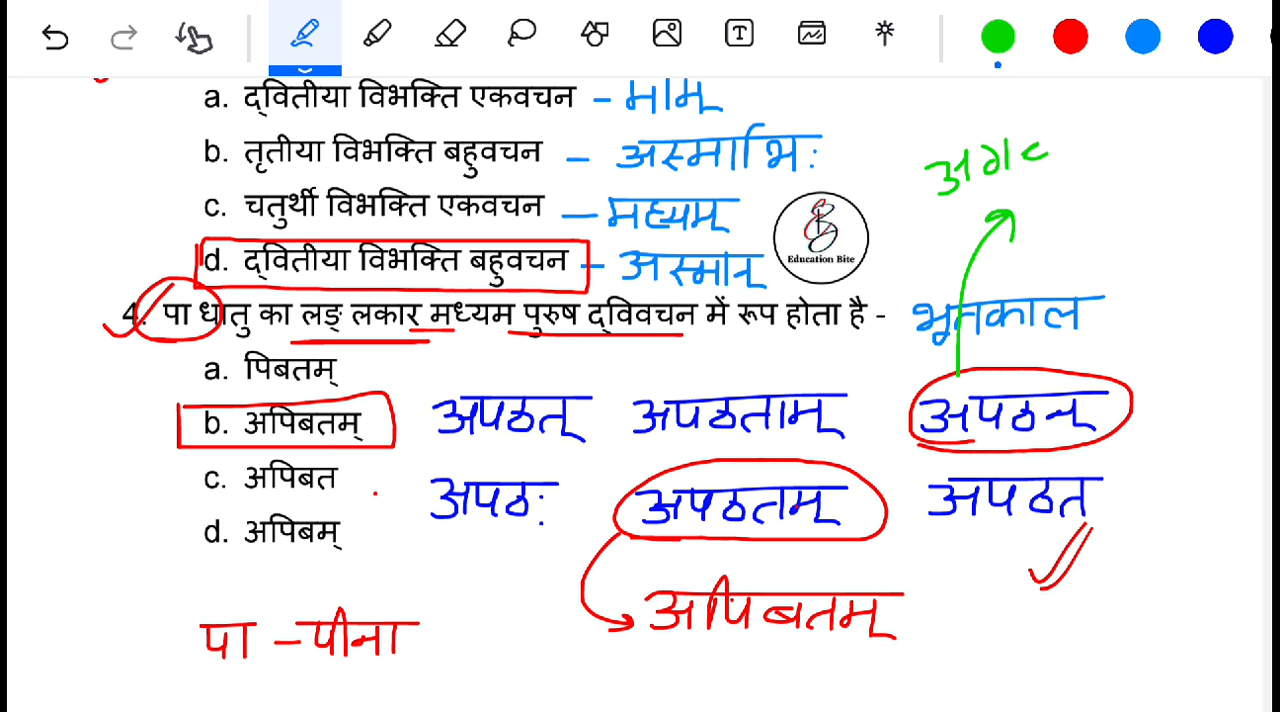 a. द्वितीया विभक्ति एकवचन – माम्
b. तृतीया विभक्ति बहुवचन – अस्माभिः
c. चतुर्थी विभक्ति एकवचन – मह्यम्
d. द्वितीया विभक्ति बहुवचन – अस्मान्
अग
Education Bite
4. पा धातु का लङ् लकार मध्यम पुरुष द्विवचन में रूप होता है - भूतकाल
a. पिबतम्
b. अपिबतम् अपठत् अपठताम् अपठन्
c. अपिबत अपठः अपठतम् अपठत
d. अपिबम्
अपिबतम्
पा – पीना